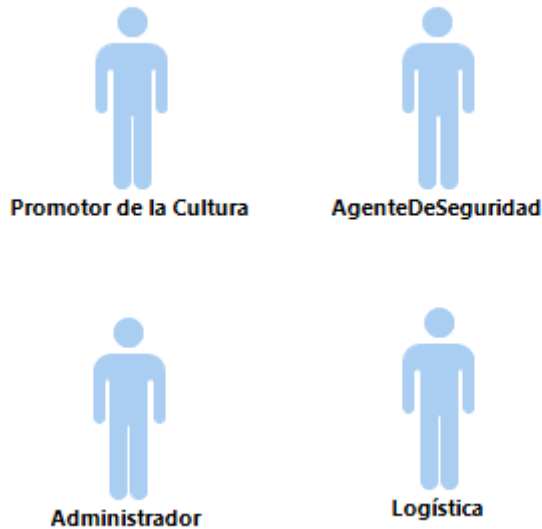 Promotor de la Cultura
AgenteDeSeguridad
Administrador
Logística